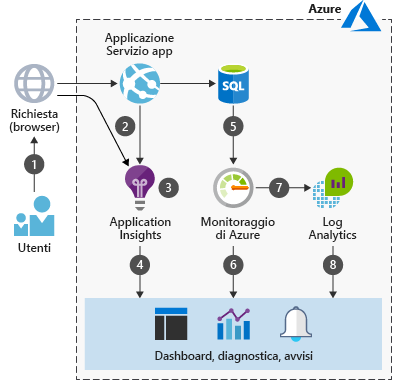 Azure
Applicazione
Servizio app
SQL
Richiesta
(browser)
2
5
1
3
7
Utenti
Application
Insights
Monitoraggio
di Azure
Log
Analytics
4
6
8
Dashboard, diagnostica, avvisi